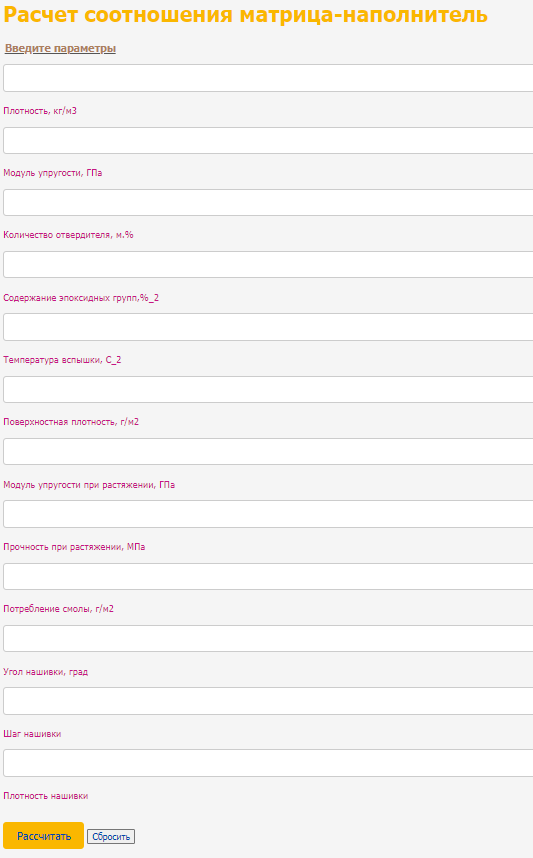 Расчет соотношения матрица-наполнитель
Введите параметры
Плотность, кг/м3
Модуль упругости, ГПа
Количество отвердителя, м.%
Содержание эпоксидных групп,%_2
Температура вспышки, С_2
Поверхностная плотность, г/м2
Модуль упругости при растяжении, ГПа
Прочность при растяжении, МПа
Потребление смолы, г/м2
Угол нашивки, град
Шаг нашивки
Плотность нашивки
Рассчитать Сбросить